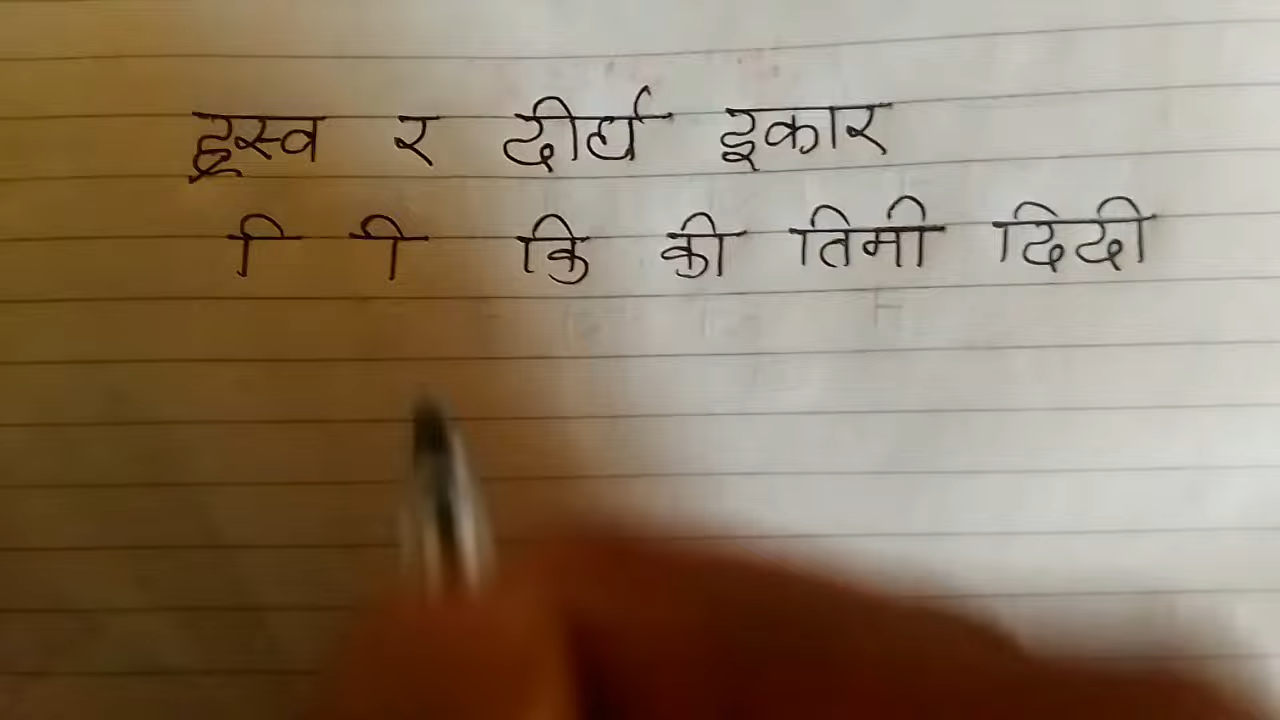 ह्रस्व र दीर्घ इकार
ि ी कि की तिमी दिदी